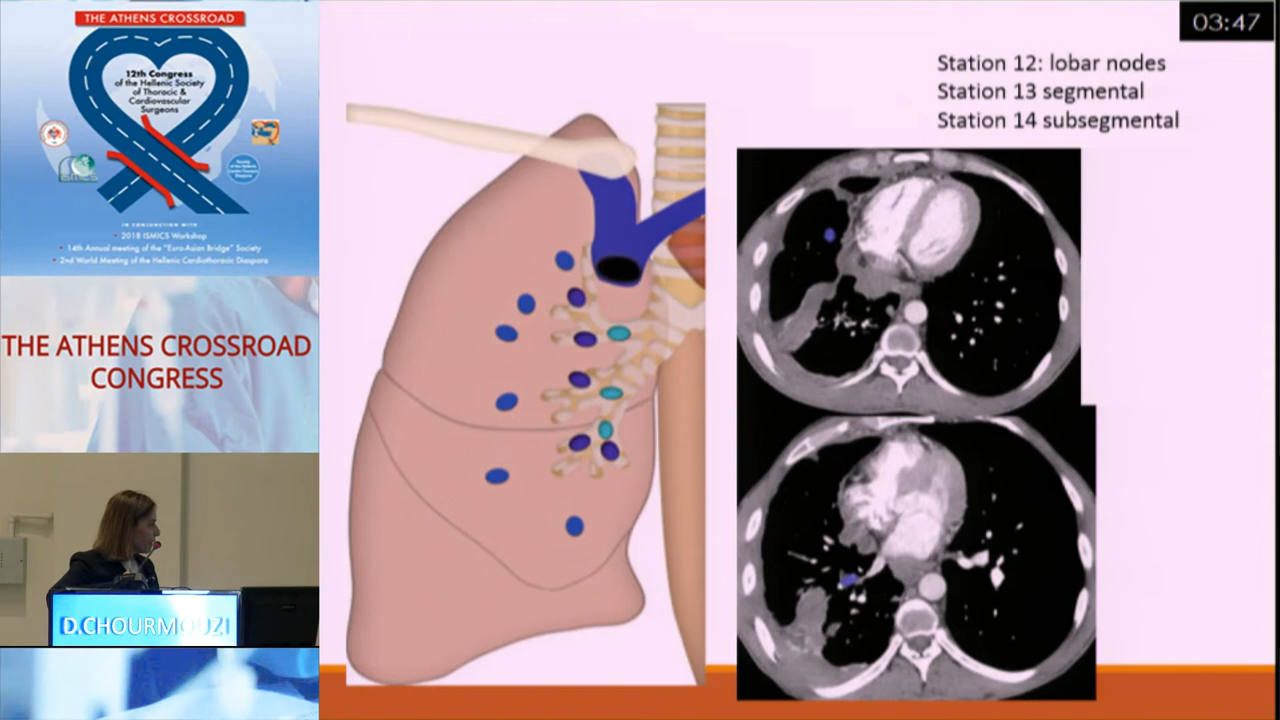 THE ATHENS CROSSROAD
12th Congress
of the Hellenic Society
of Thoracic &
Cardiovascular
Surgeons
IN CONJUNCTION WITH
• 2018 ISMICS Workshop
• 14th Annual meeting of the "Euro-Asian Bridge" Society
• 2nd World Meeting of the Hellenic Cardiothoracic Diaspora
THE ATHENS CROSSROAD
CONGRESS
D.CHOURMOUZI
03:47
Station 12: lobar nodes
Station 13 segmental
Station 14 subsegmental